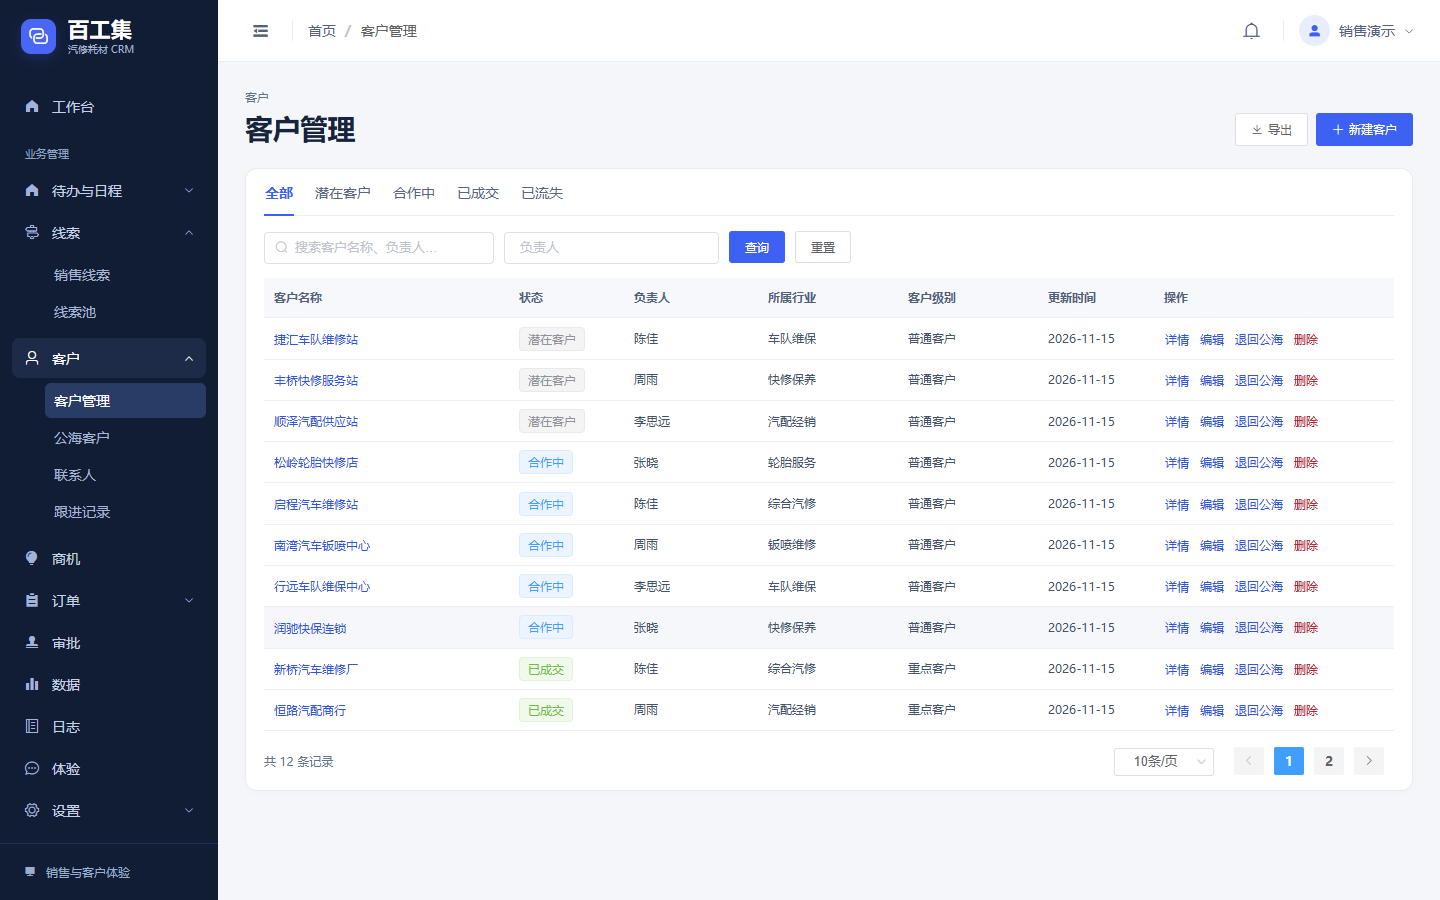 百工集
汽修耗材 CRM
工作台
业务管理
待办与日程
线索
销售线索
线索池
客户
客户管理
公海客户
联系人
跟进记录
商机
订单
审批
数据
日志
体验
设置
销售与客户体验
首页 / 客户管理
销售演示
客户
客户管理
导出
新建客户
全部 潜在客户 合作中 已成交 已流失
搜索客户名称、负责人... 负责人 查询 重置
客户名称 状态 负责人 所属行业 客户级别 更新时间 操作
捷汇车队维修站 潜在客户 陈佳 车队维保 普通客户 2026-11-15 详情 编辑 退回公海 删除
丰桥快修服务站 潜在客户 周雨 快修保养 普通客户 2026-11-15 详情 编辑 退回公海 删除
顺泽汽配供应站 潜在客户 李思远 汽配经销 普通客户 2026-11-15 详情 编辑 退回公海 删除
松岭轮胎快修店 合作中 张晓 轮胎服务 普通客户 2026-11-15 详情 编辑 退回公海 删除
启程汽车维修站 合作中 陈佳 综合汽修 普通客户 2026-11-15 详情 编辑 退回公海 删除
南湾汽车钣喷中心 合作中 周雨 钣喷维修 普通客户 2026-11-15 详情 编辑 退回公海 删除
行远车队维保中心 合作中 李思远 车队维保 普通客户 2026-11-15 详情 编辑 退回公海 删除
润驰快保连锁 合作中 张晓 快修保养 普通客户 2026-11-15 详情 编辑 退回公海 删除
新桥汽车维修厂 已成交 陈佳 综合汽修 重点客户 2026-11-15 详情 编辑 退回公海 删除
恒路汽配商行 已成交 周雨 汽配经销 重点客户 2026-11-15 详情 编辑 退回公海 删除
共 12 条记录 10条/页 1 2